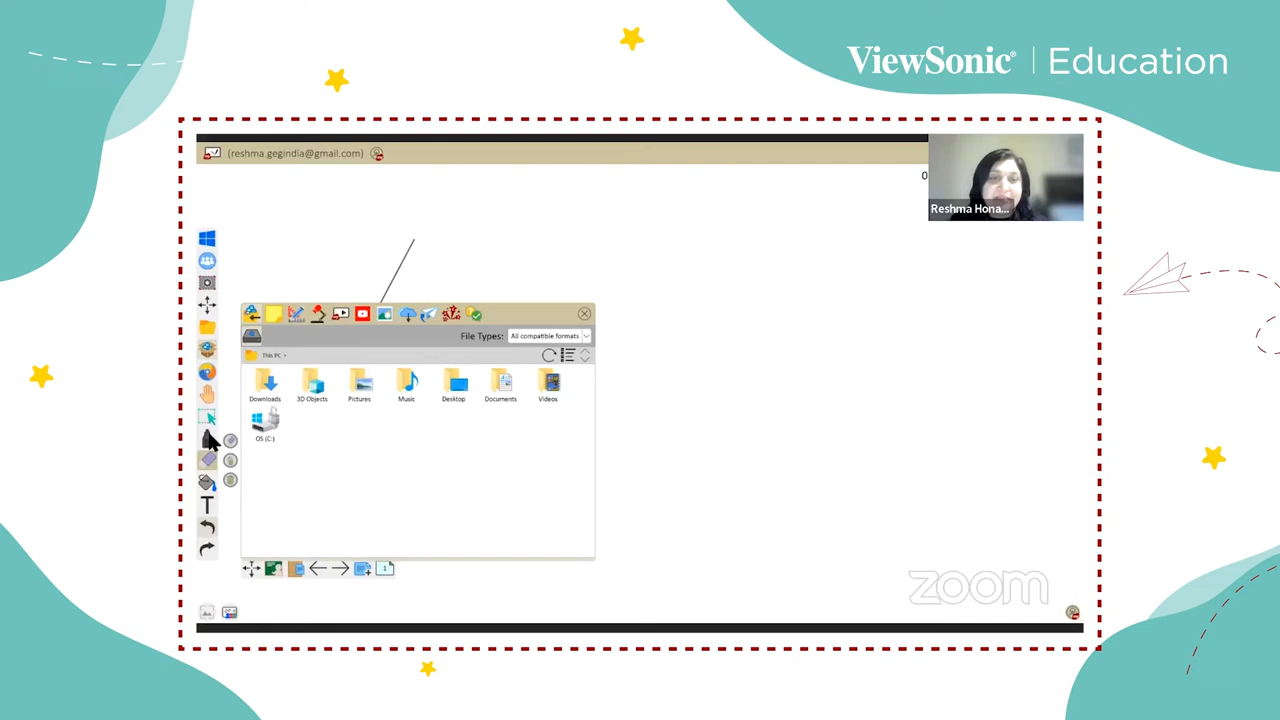 ViewSonic® | Education
(reshma.gegindia@gmail.com)
0
Reshma Hona...
File Types: All compatible formats
This PC
Downloads 3D Objects Pictures Music Desktop Documents Videos
OS (C:)
T
1
zoom